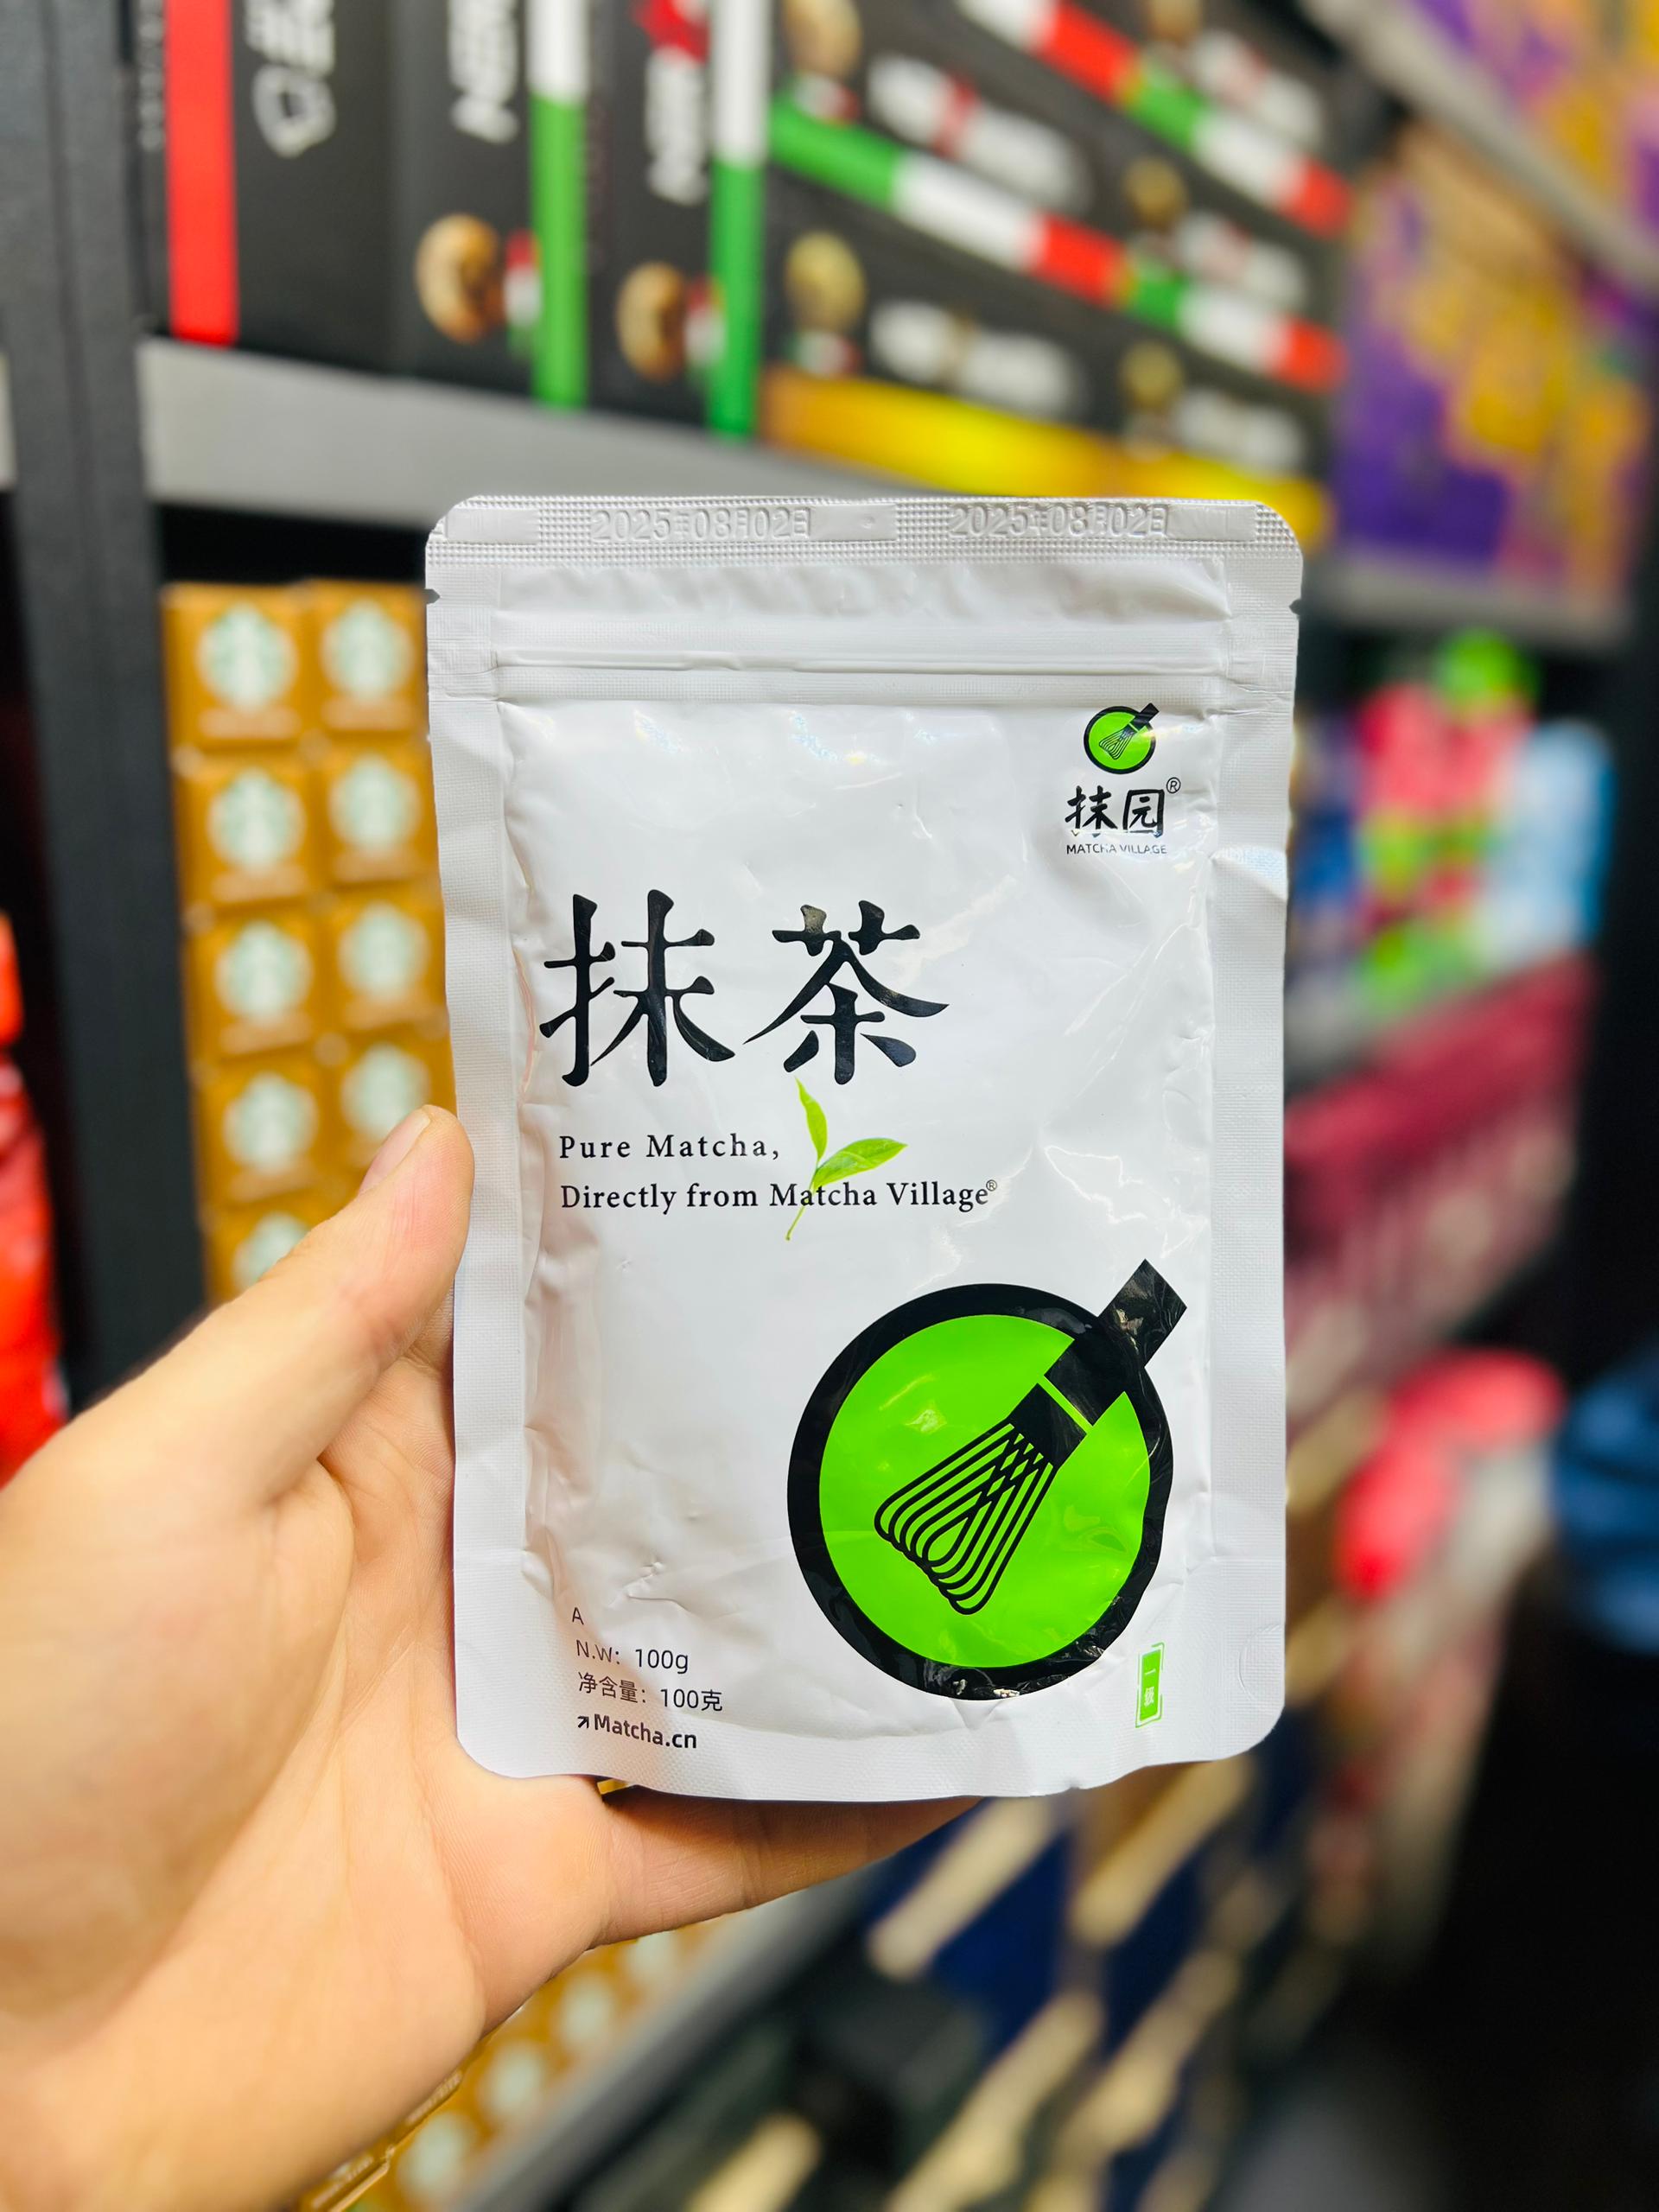 2025年08月02日 2025年08月02日
抹园®
MATCHA VILLAGE
抹茶
Pure Matcha,
Directly from Matcha Village®
A
N.W: 100g
净含量: 100克
Matcha.cn
一级